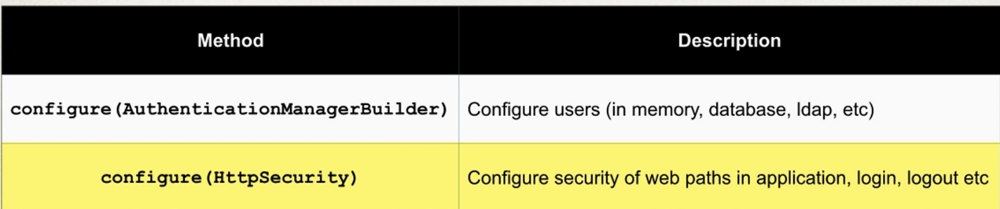 Method Description
configure(AuthenticationManagerBuilder) Configure users (in memory, database, ldap, etc)
configure(HttpSecurity) Configure security of web paths in application, login, logout etc